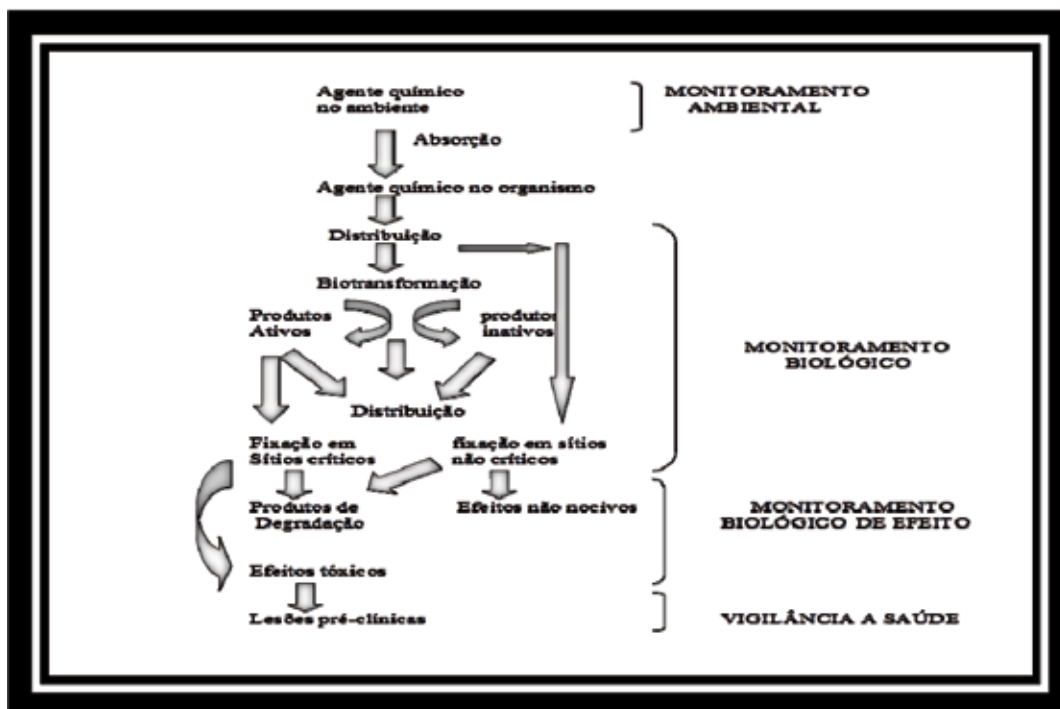 Agente químico
no ambiente
MONITORAMENTO
AMBIENTAL
Absorção
Agente químico no organismo
Distribuição
Biotransformação
Produtos
Ativos
produtos
inativos
MONITORAMENTO
BIOLÓGICO
Distribuição
Fixação em
Sítios críticos
fixação em sítios
não críticos
Produtos de
Degradação
Efeitos não nocivos
MONITORAMENTO
BIOLÓGICO DE EFEITO
Efeitos tóxicos
Lesões pré-clínicas
VIGILÂNCIA A SAÚDE